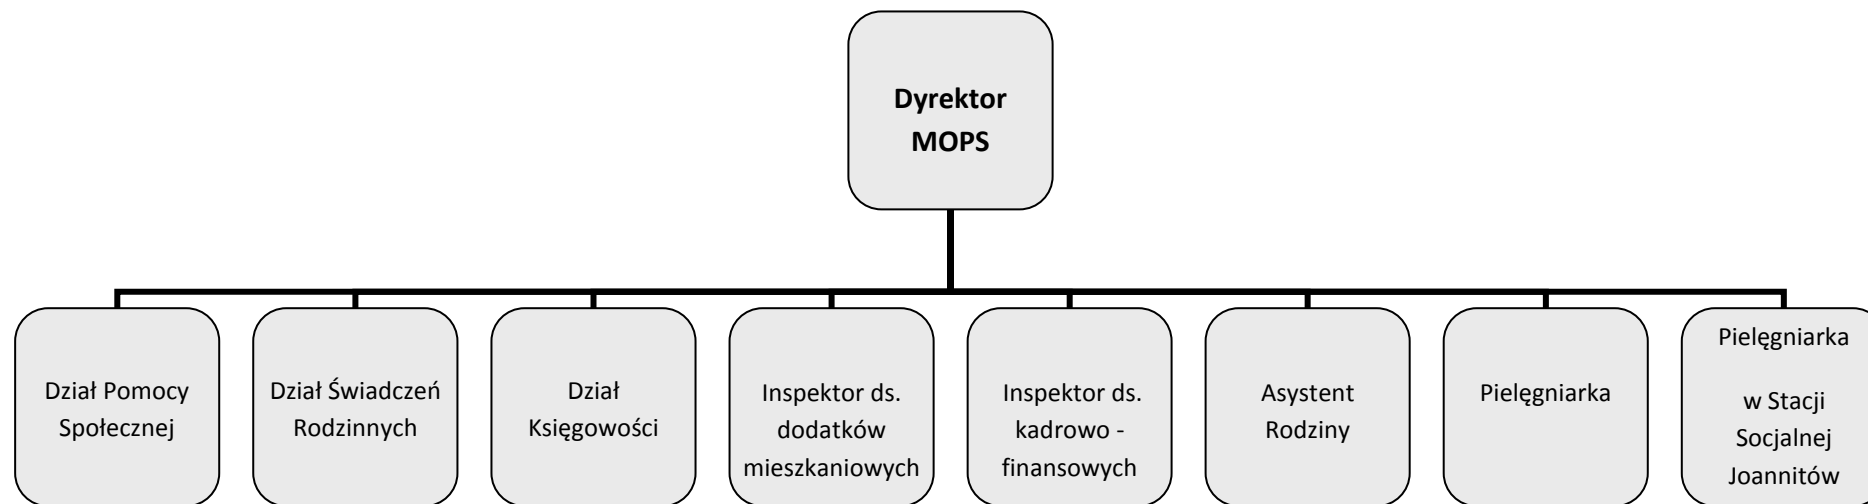 Dyrektor
MOPS
Dział Pomocy
Społecznej
Dział Świadczeń
Rodzinnych
Dział
Księgowości
Inspektor ds.
dodatków
mieszkaniowych
Inspektor ds.
kadrowo -
finansowych
Asystent
Rodziny
Pielęgniarka
Pielęgniarka
w Stacji
Socjalnej
Joannitów